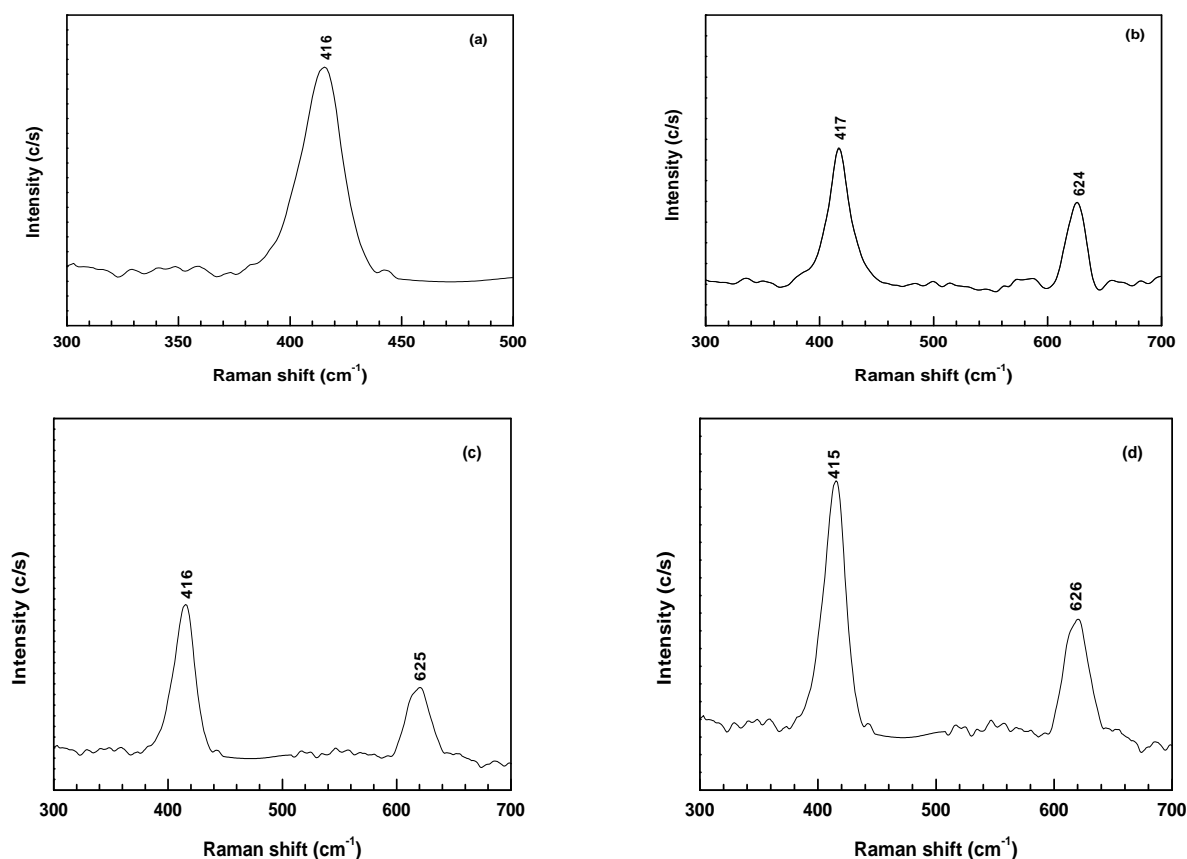 (a)
416
Intensity (c/s)
300 350 400 450 500
Raman shift (cm⁻¹)
(b)
417
624
Intensity (c/s)
300 400 500 600 700
Raman shift (cm⁻¹)
(c)
416
625
Intensity (c/s)
300 400 500 600 700
Raman shift (cm⁻¹)
(d)
415
626
Intensity (c/s)
300 400 500 600 700
Raman shift (cm⁻¹)